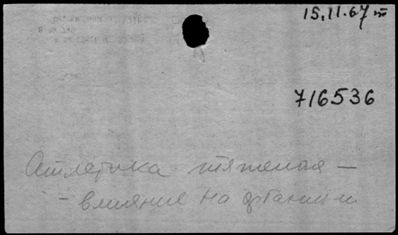 15.11.67
716536
Атлетика тяжелая –
– влияние на организм